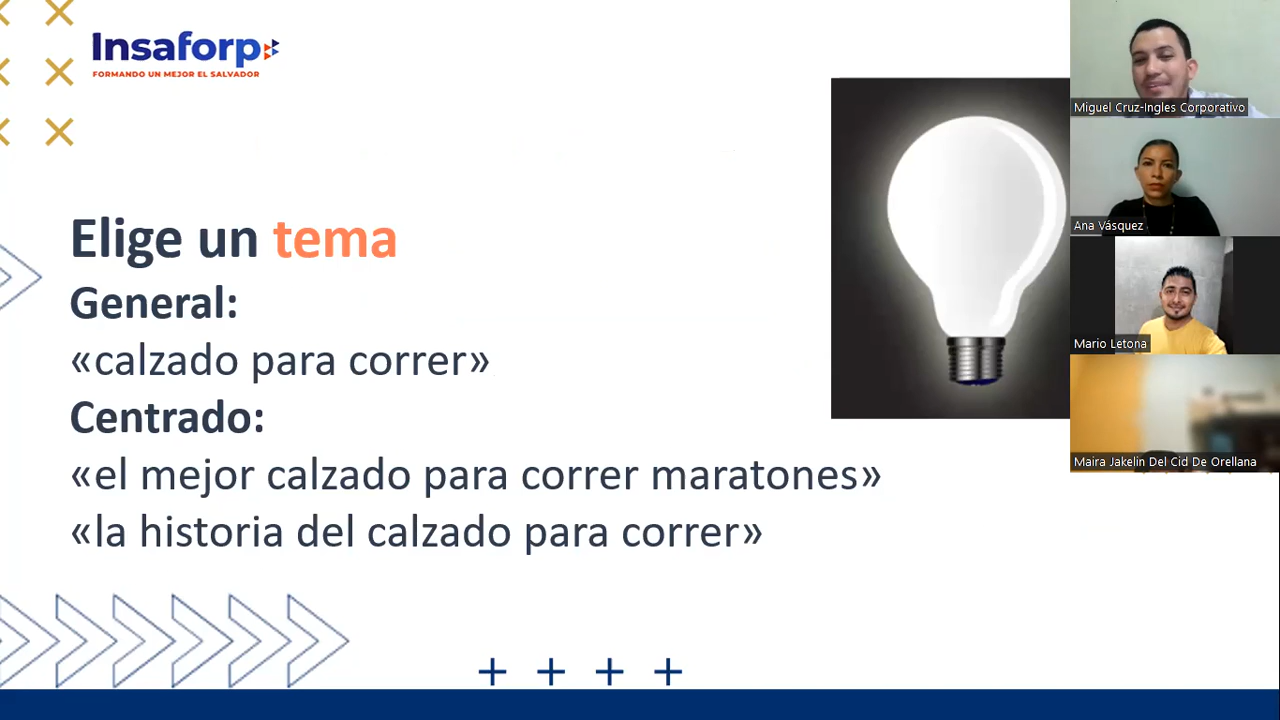 Insaforp
FORMANDO UN MEJOR EL SALVADOR
Elige un tema
General:
«calzado para correr»
Centrado:
«el mejor calzado para correr maratones»
«la historia del calzado para correr»
Miguel Cruz-Ingles Corporativo
Ana Vásquez
Mario Letona
Maira Jakelin Del Cid De Orellana